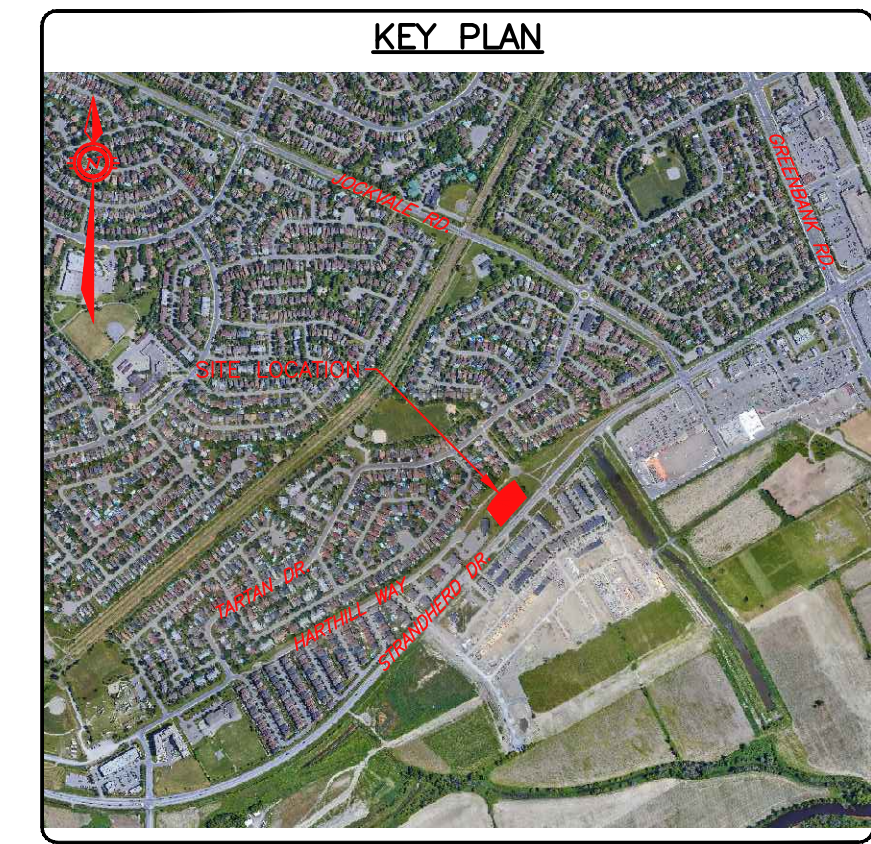 KEY PLAN
N
JOCKVALE RD.
GREENBANK RD.
SITE LOCATION
TARTAN DR.
HARTHILL WAY
STRANDHERD DR.